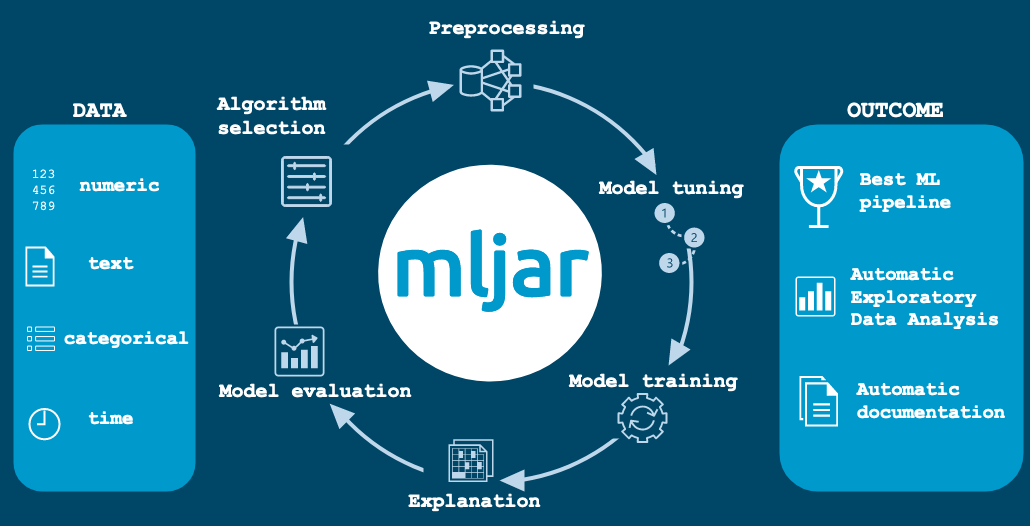 DATA
123
456
789
numeric
text
categorical
time
Preprocessing
Algorithm
selection
Model tuning
1
2
3
mljar
Model training
Model evaluation
Explanation
OUTCOME
Best ML
pipeline
Automatic
Exploratory
Data Analysis
Automatic
documentation